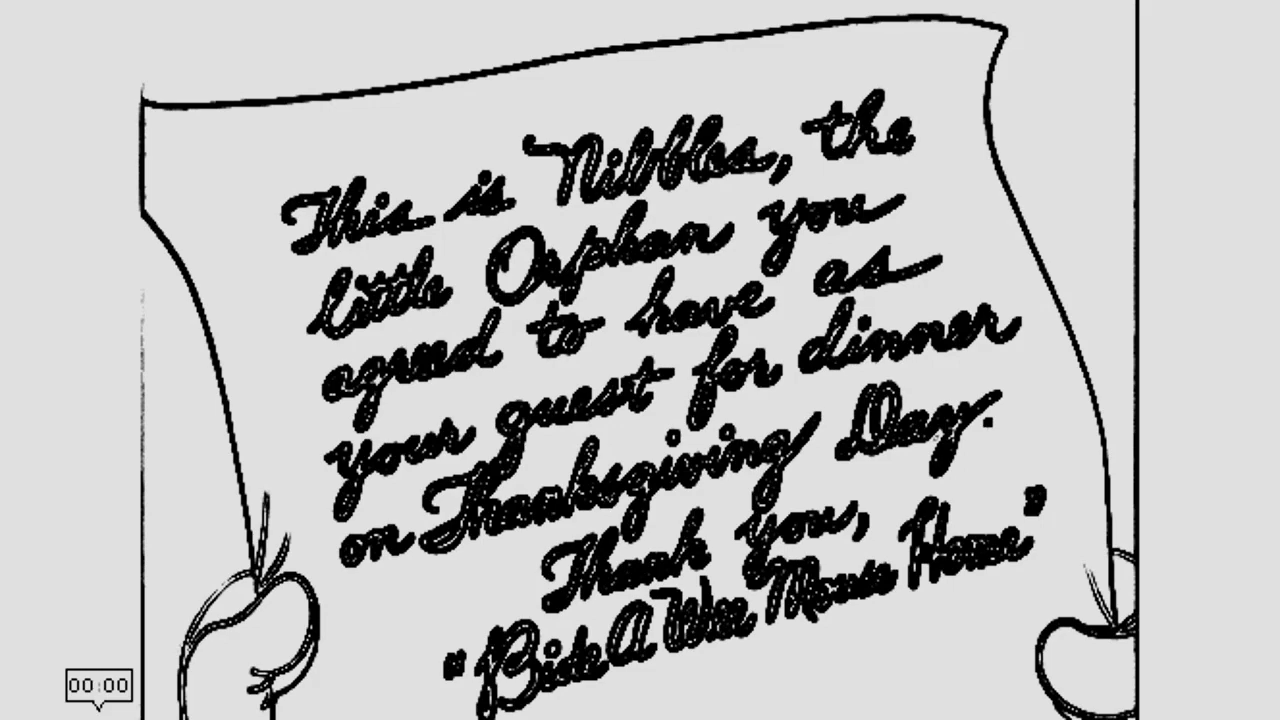 This is Nibbles, the
little Orphan you
agreed to have as
your guest for dinner
on Thanksgiving Day.
Thank you,
"Bide A Wee Mouse Home"
00:00